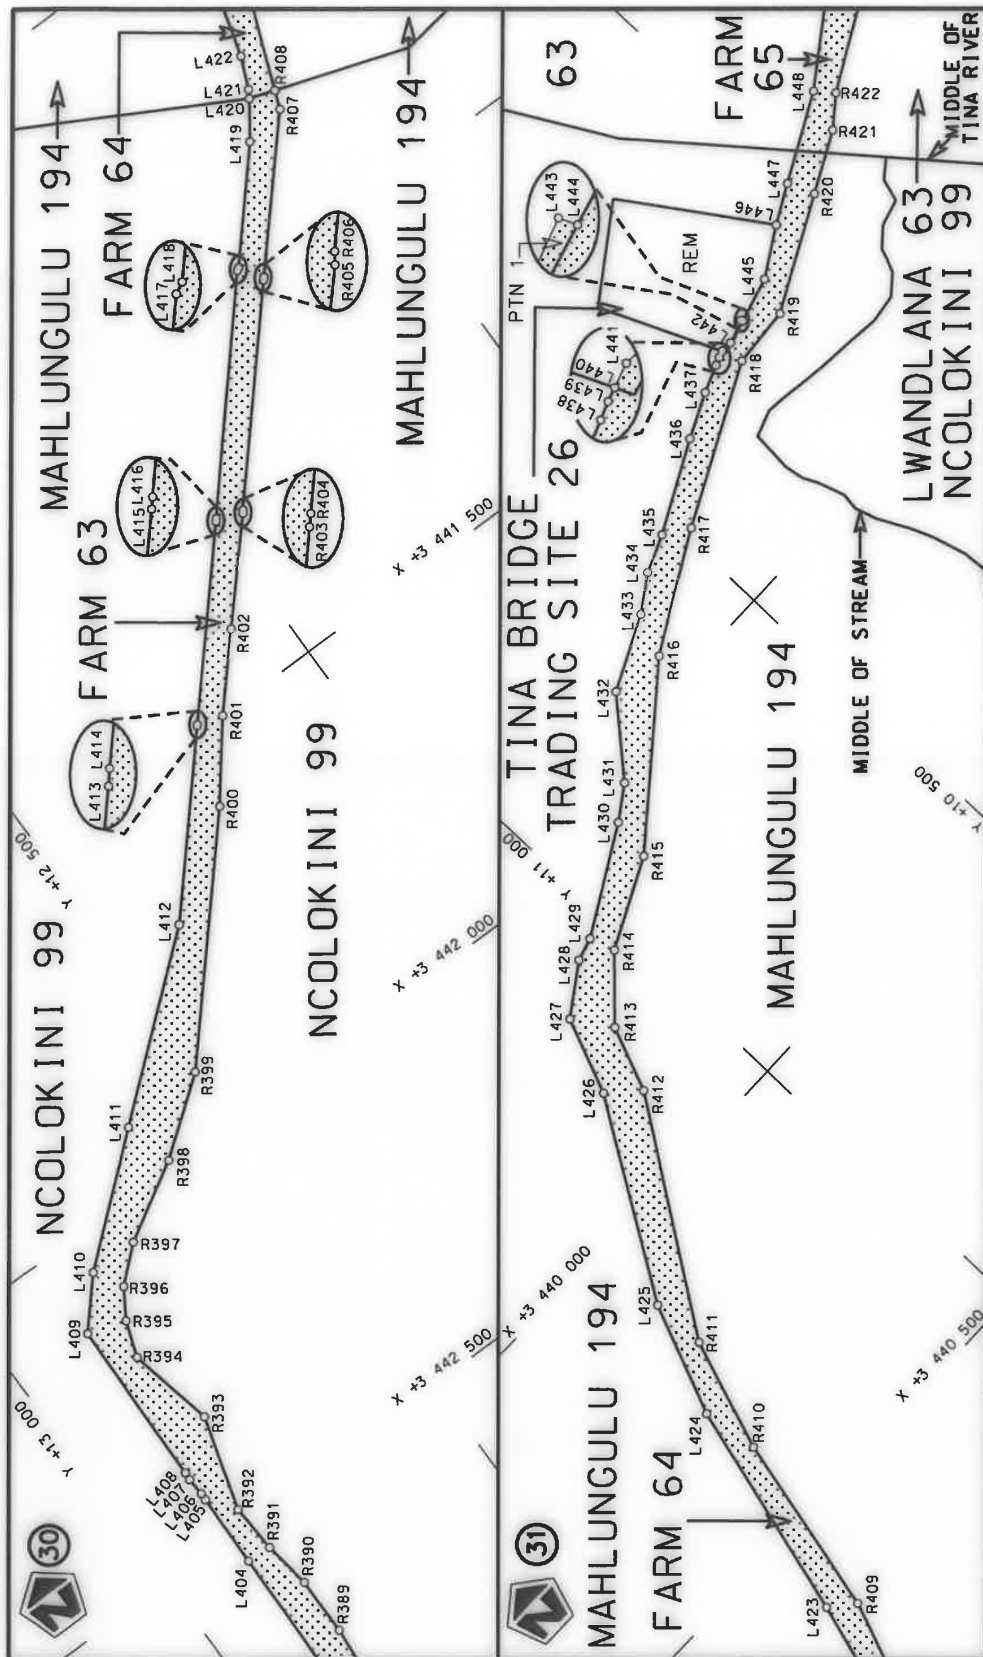 30
NCOLOKINI 99
Y +13 000
Y +12 500
L404
L405
L406
L407
L408
L409
L410
L411
L412
L413 L414
FARM 63
L415 L416
MAHLUNGULU 194
FARM 64
L417 L418
L419
L420
L421
L422
R389
R390
R391
R392
R393
R394
R395
R396
R397
R398
R399
R400
R401
R402
R403 R404
R405 R406
R407
R408
NCOLOKINI 99
MAHLUNGULU 194
X +3 442 500
X +3 442 000
X +3 441 500
31
MAHLUNGULU 194
FARM 64
X +3 440 000
Y +11 000
TINA BRIDGE
TRADING SITE 26
PTN 1
REM
63
FARM
65
L423
L424
L425
L426
L427
L428
L429
L430
L431
L432
L433
L434
L435
L436
L437
L438
L439
L440
L441
L442
L443
L444
L445
L446
L447
L448
R409
R410
R411
R412
R413
R414
R415
R416
R417
R418
R419
R420
R421
R422
MAHLUNGULU 194
MIDDLE OF STREAM
LWANDLANA 63
NCOLOKINI 99
MIDDLE OF
TINA RIVER
X +3 440 500
Y +10 500